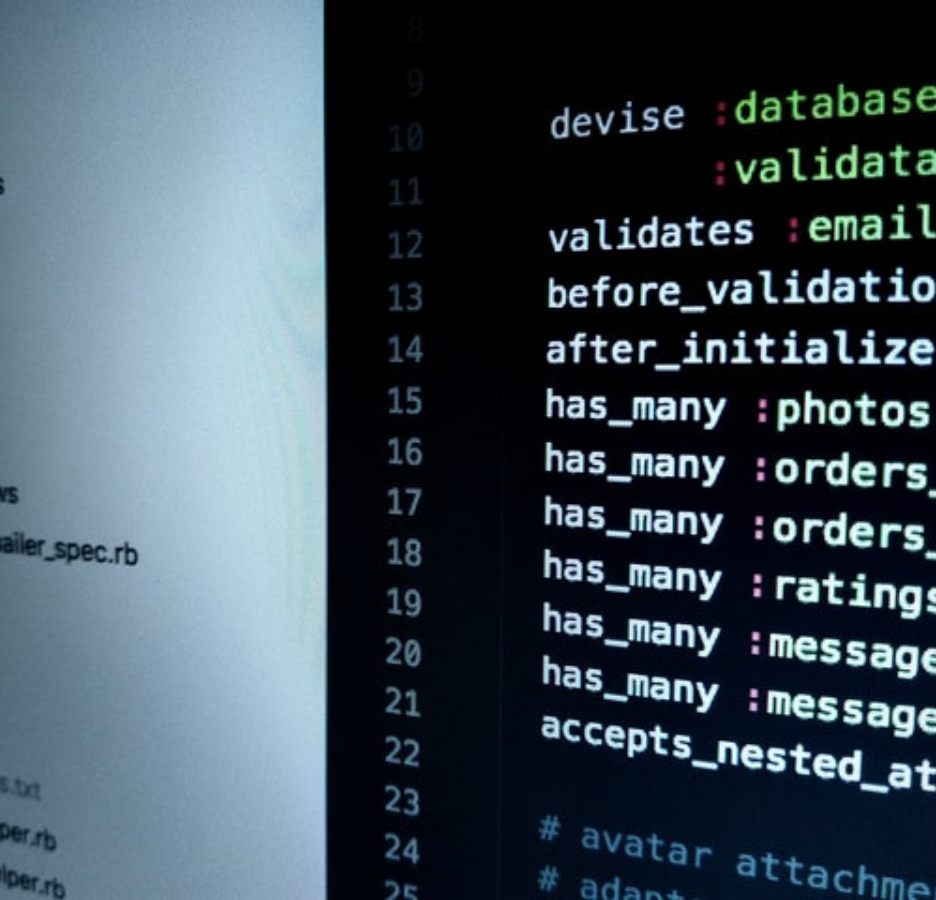 s
ws
ailer_spec.rb
s.txt
per.rb
lper.rb
8
9
10 devise :database
11 :validata
12 validates :email
13 before_validatio
14 after_initialize
15 has_many :photos
16 has_many :orders_
17 has_many :orders_
18 has_many :ratings
19 has_many :message
20 has_many :message
21 accepts_nested_at
22
23 # avatar attachme
24 # adapt
25